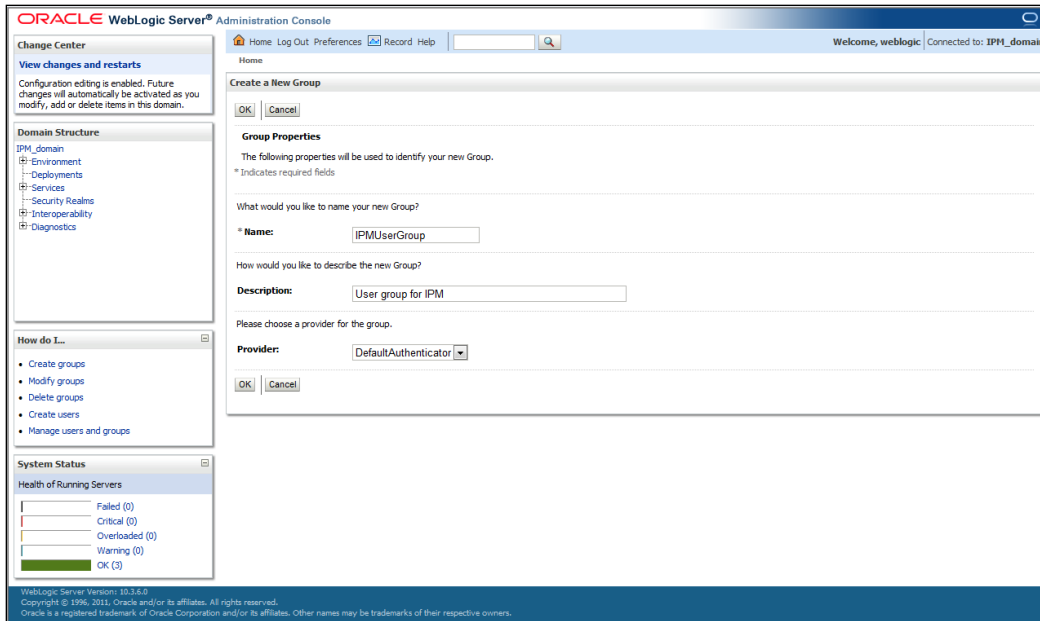 ORACLE WebLogic Server® Administration Console
Change Center
View changes and restarts
Configuration editing is enabled. Future
changes will automatically be activated as you
modify, add or delete items in this domain.
Domain Structure
IPM_domain
Environment
Deployments
Services
Security Realms
Interoperability
Diagnostics
How do I...
Create groups
Modify groups
Delete groups
Create users
Manage users and groups
System Status
Health of Running Servers
Failed (0)
Critical (0)
Overloaded (0)
Warning (0)
OK (3)
Home Log Out Preferences Record Help
Welcome, weblogic Connected to: IPM_domain
Home
Create a New Group
OK Cancel
Group Properties
The following properties will be used to identify your new Group.
* Indicates required fields
What would you like to name your new Group?
* Name: IPMUserGroup
How would you like to describe the new Group?
Description: User group for IPM
Please choose a provider for the group.
Provider: DefaultAuthenticator
OK Cancel
WebLogic Server Version: 10.3.6.0
Copyright © 1996, 2011, Oracle and/or its affiliates. All rights reserved.
Oracle is a registered trademark of Oracle Corporation and/or its affiliates. Other names may be trademarks of their respective owners.